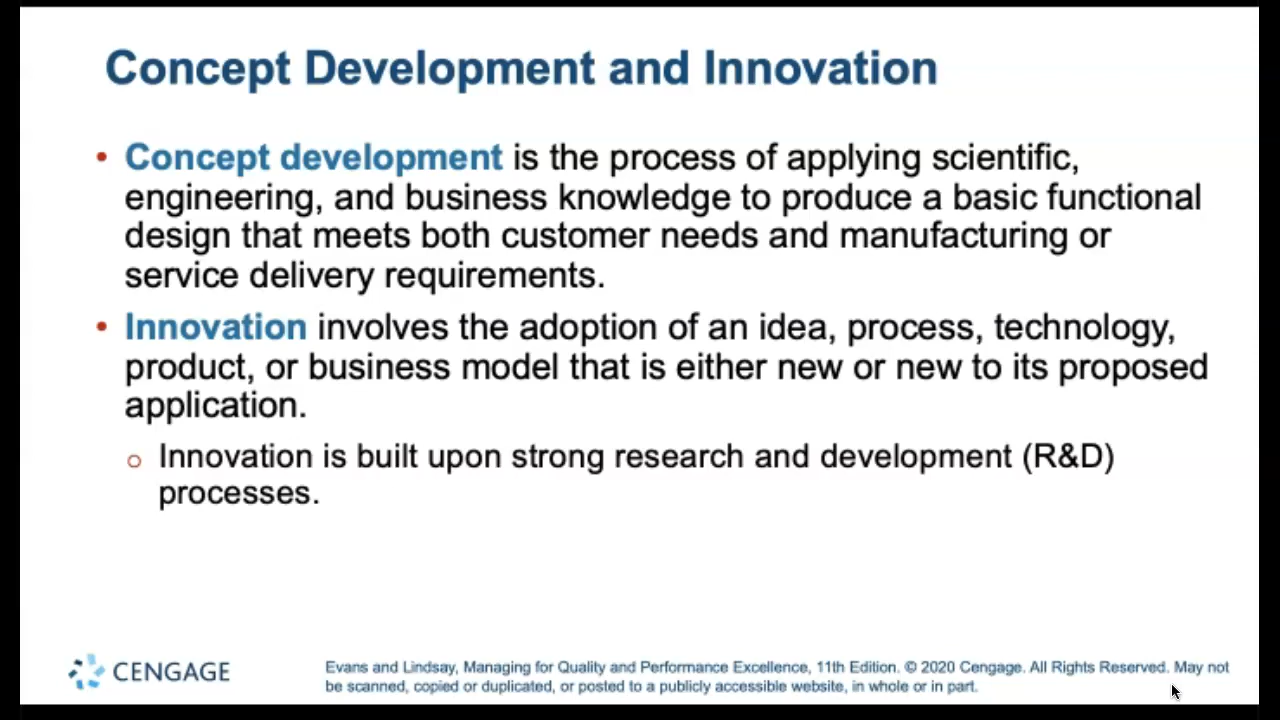 Concept Development and Innovation
• Concept development is the process of applying scientific,
engineering, and business knowledge to produce a basic functional
design that meets both customer needs and manufacturing or
service delivery requirements.
• Innovation involves the adoption of an idea, process, technology,
product, or business model that is either new or new to its proposed
application.
o Innovation is built upon strong research and development (R&D)
processes.
CENGAGE
Evans and Lindsay, Managing for Quality and Performance Excellence, 11th Edition. © 2020 Cengage. All Rights Reserved. May not
be scanned, copied or duplicated, or posted to a publicly accessible website, in whole or in part.